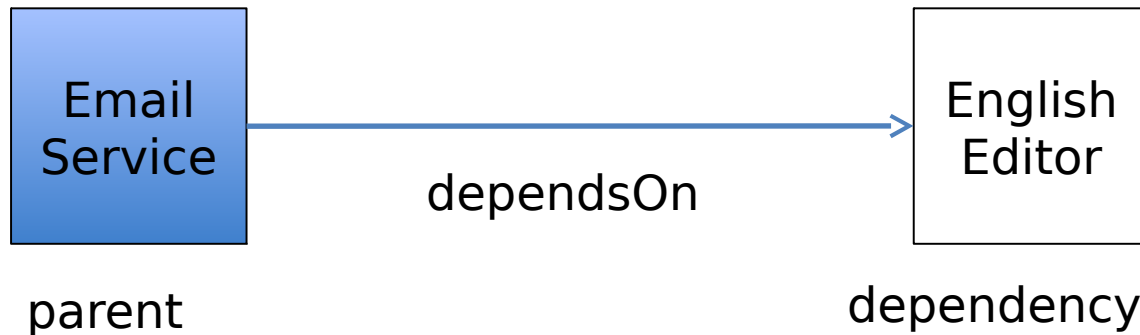 Email
Service
dependsOn
English
Editor
parent
dependency